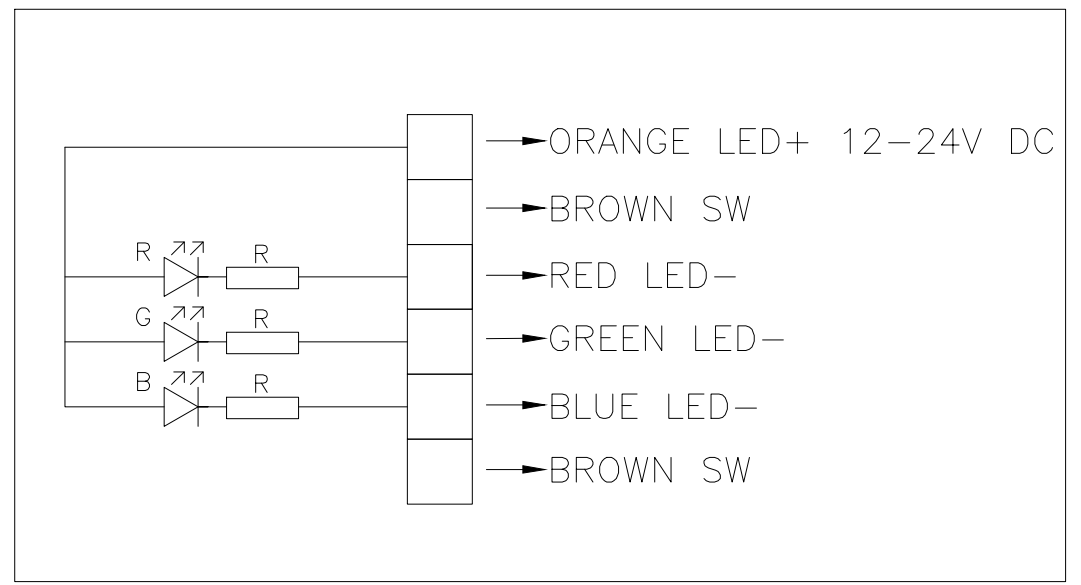 ORANGE LED+ 12-24V DC
BROWN SW
R R
RED LED-
G R
GREEN LED-
B R
BLUE LED-
BROWN SW